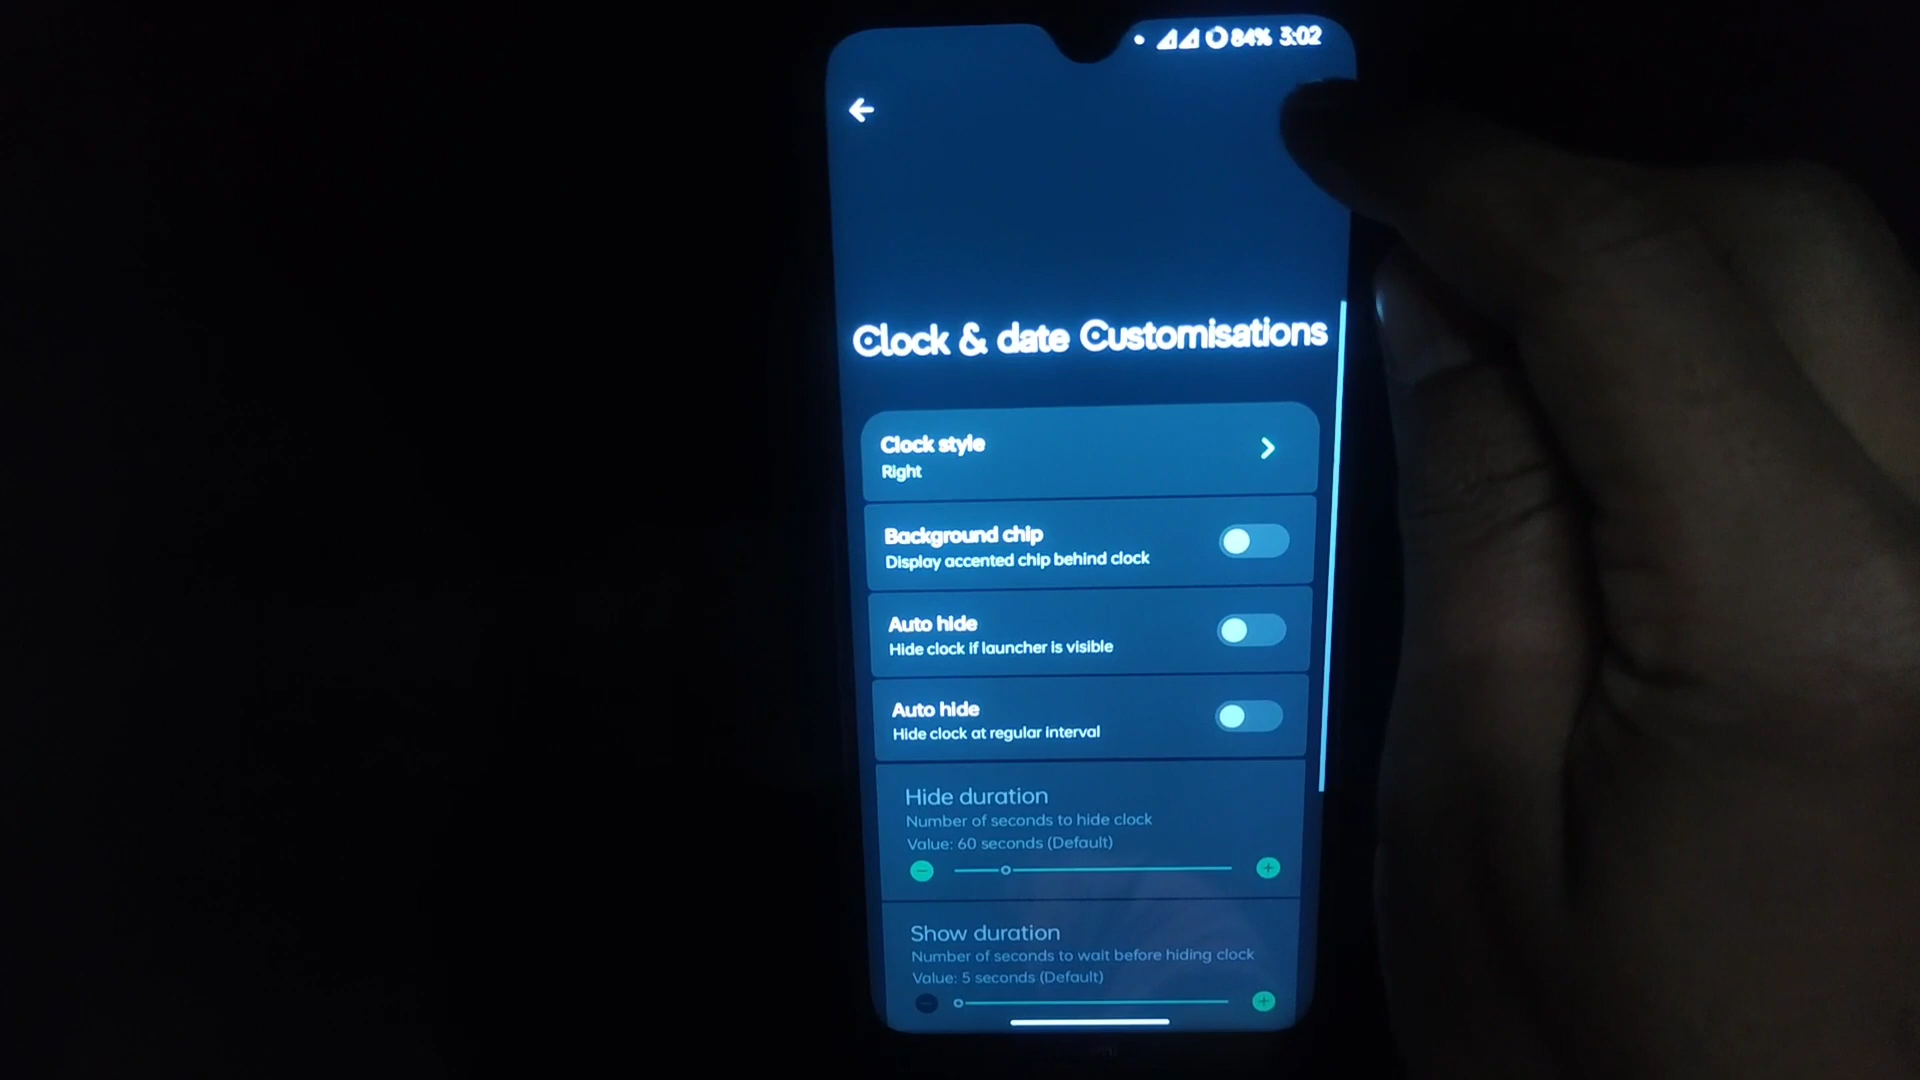 84% 3:02
Clock & date Customisations
Clock style
Right
Background chip
Display accented chip behind clock
Auto hide
Hide clock if launcher is visible
Auto hide
Hide clock at regular interval
Hide duration
Number of seconds to hide clock
Value: 60 seconds (Default)
Show duration
Number of seconds to wait before hiding clock
Value: 5 seconds (Default)